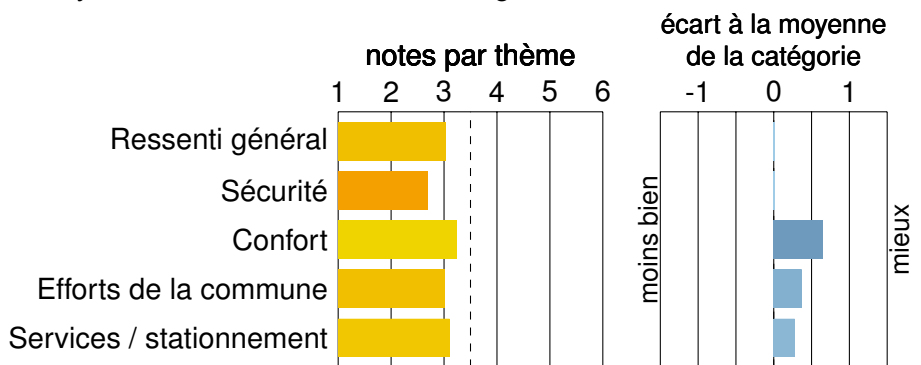 écart à la moyenne
de la catégorie
notes par thème
1 2 3 4 5 6
-1 0 1
Ressenti général
Sécurité
Confort
Efforts de la commune
Services / stationnement
moins bien
mieux